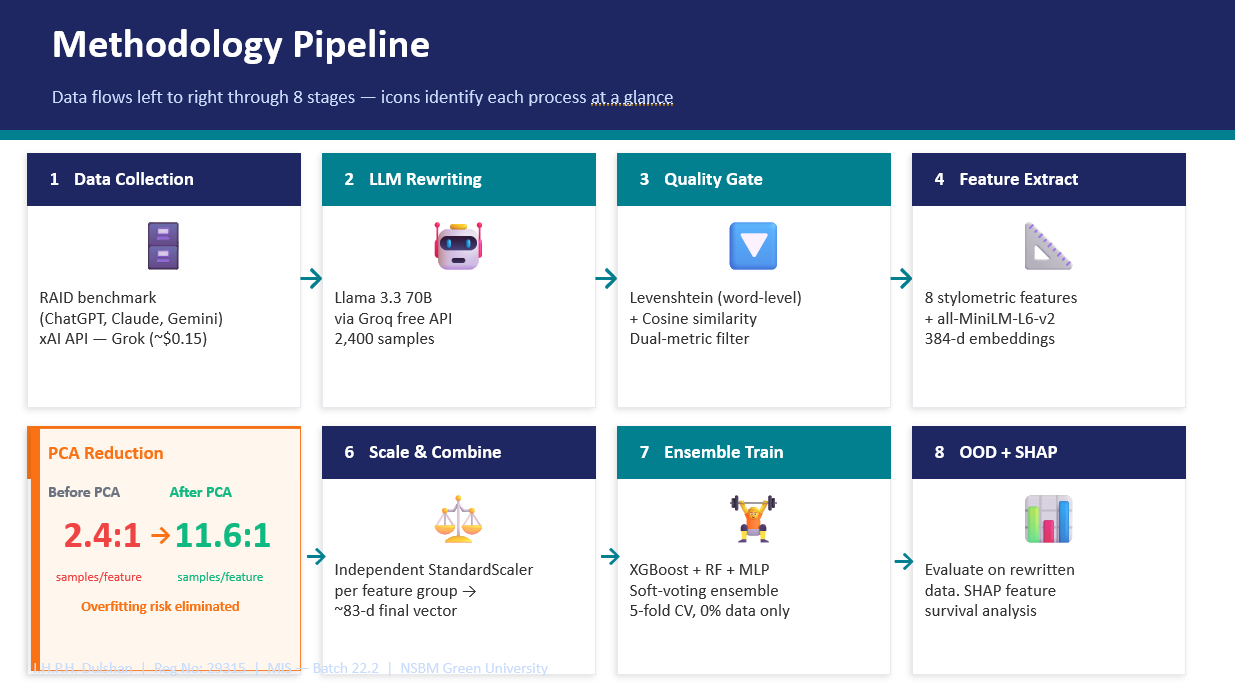 Methodology Pipeline
Data flows left to right through 8 stages — icons identify each process at a glance
1 Data Collection
RAID benchmark
(ChatGPT, Claude, Gemini)
xAI API — Grok (~$0.15)
2 LLM Rewriting
Llama 3.3 70B
via Groq free API
2,400 samples
3 Quality Gate
Levenshtein (word-level)
+ Cosine similarity
Dual-metric filter
4 Feature Extract
8 stylometric features
+ all-MiniLM-L6-v2
384-d embeddings
PCA Reduction
Before PCA After PCA
2.4:1 → 11.6:1
samples/feature samples/feature
Overfitting risk eliminated
6 Scale & Combine
Independent StandardScaler
per feature group →
~83-d final vector
7 Ensemble Train
XGBoost + RF + MLP
Soft-voting ensemble
5-fold CV, 0% data only
8 OOD + SHAP
Evaluate on rewritten
data. SHAP feature
survival analysis
Dulshan | Reg No: 29315 | MIS — Batch 22.2 | NSBM Green University